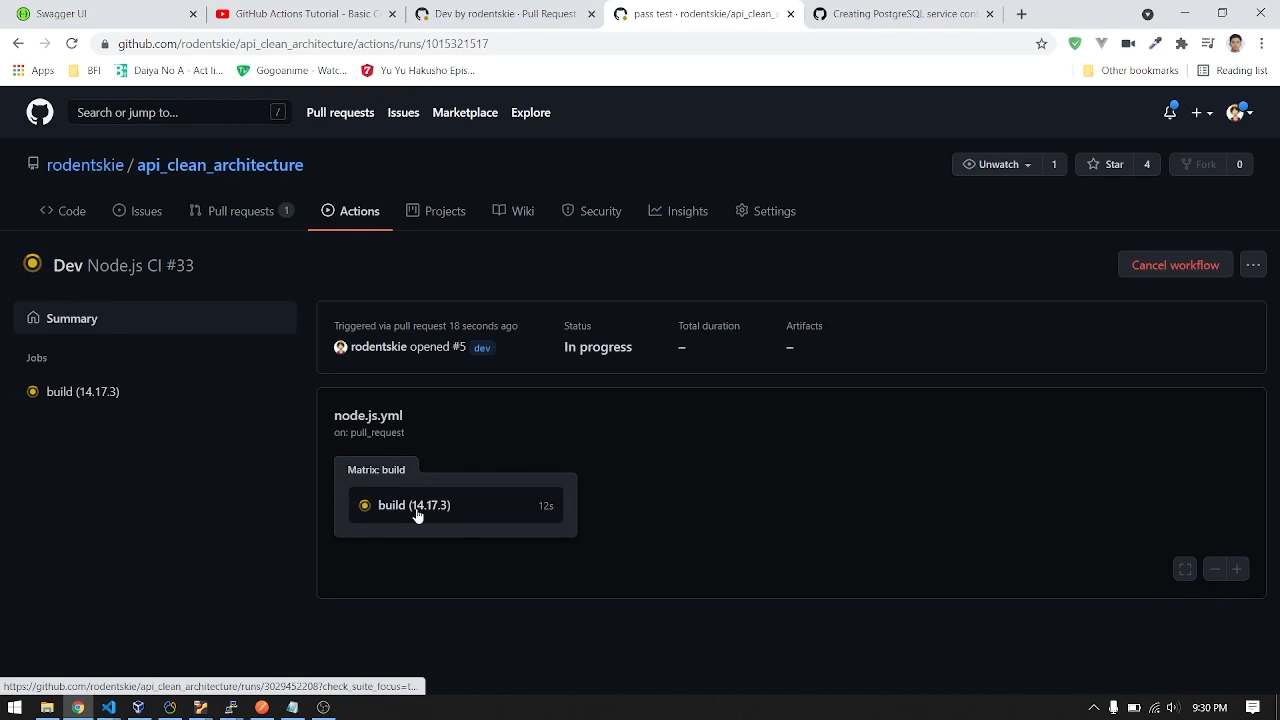 Swagger UI
GitHub Actions Tutorial - Basic C
Dev by rodentskie · Pull Request
pass test · rodentskie/api_clean_a
Creating PostgreSQL service con
github.com/rodentskie/api_clean_architecture/actions/runs/1015321517
Apps
BFI
Daiya No A - Act Ii...
Gogoanime - Watc...
Yu Yu Hakusho Epis...
Other bookmarks
Reading list
Search or jump to...
/
Pull requests
Issues
Marketplace
Explore
rodentskie / api_clean_architecture
Unwatch
1
Star
4
Fork
0
Code
Issues
Pull requests 1
Actions
Projects
Wiki
Security
Insights
Settings
Dev Node.js CI #33
Cancel workflow
Summary
Jobs
build (14.17.3)
Triggered via pull request 18 seconds ago
rodentskie opened #5 dev
Status
In progress
Total duration
–
Artifacts
–
node.js.yml
on: pull_request
Matrix: build
build (14.17.3)
12s
https://github.com/rodentskie/api_clean_architecture/runs/3029452208?check_suite_focus=t...
9:30 PM